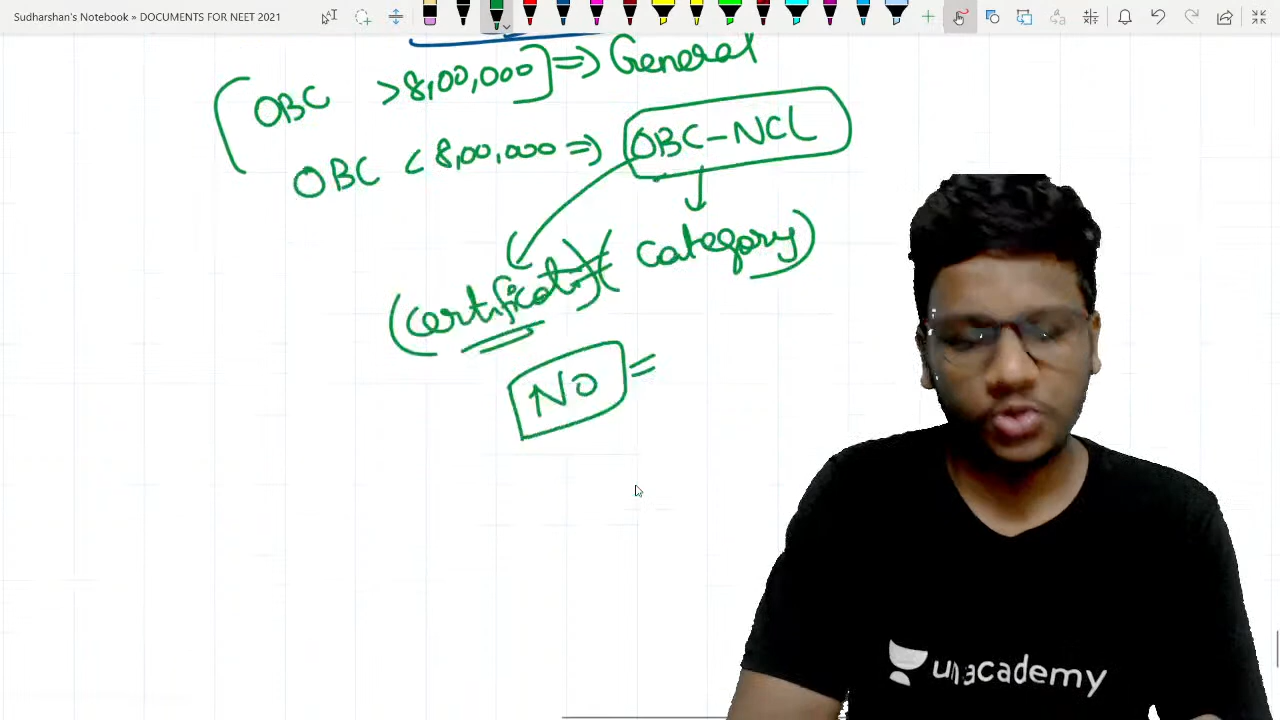 Sudharshan's Notebook » DOCUMENTS FOR NEET 2021
OBC >8,00,000 ⇒ General
OBC < 8,00,000 ⇒ OBC-NCL
(category)
(certificate)
NO =
unacademy